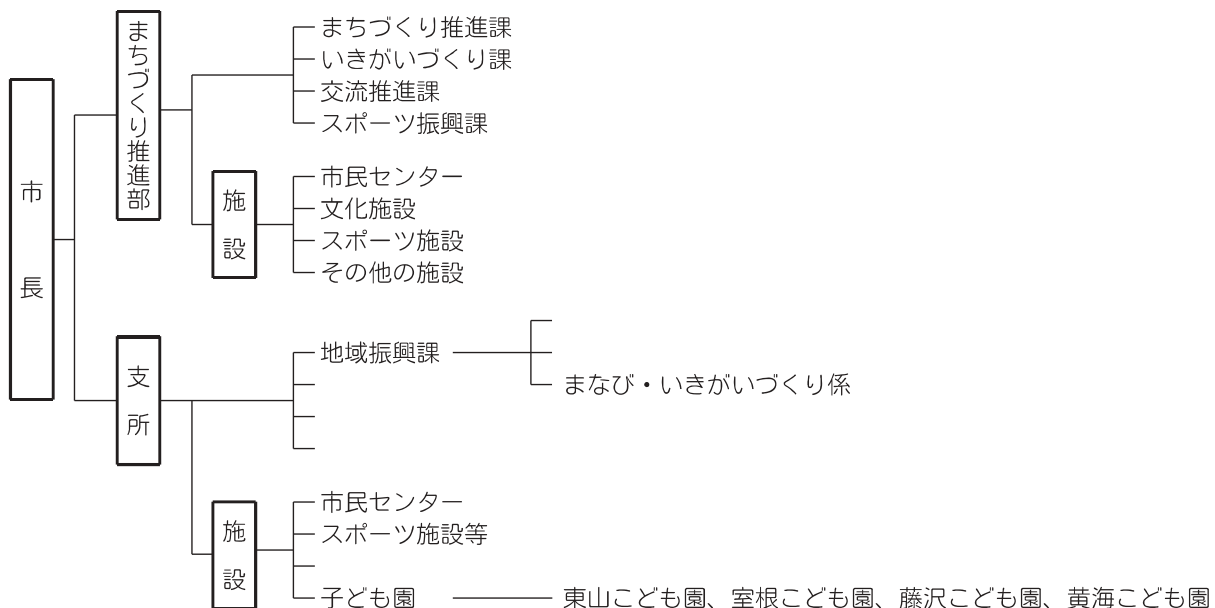 市長
まちづくり推進部
まちづくり推進課
いきがいづくり課
交流推進課
スポーツ振興課
施設
市民センター
文化施設
スポーツ施設
その他の施設
支所
地域振興課
まなび・いきがいづくり係
施設
市民センター
スポーツ施設等
子ども園
東山こども園、室根こども園、藤沢こども園、黄海こども園